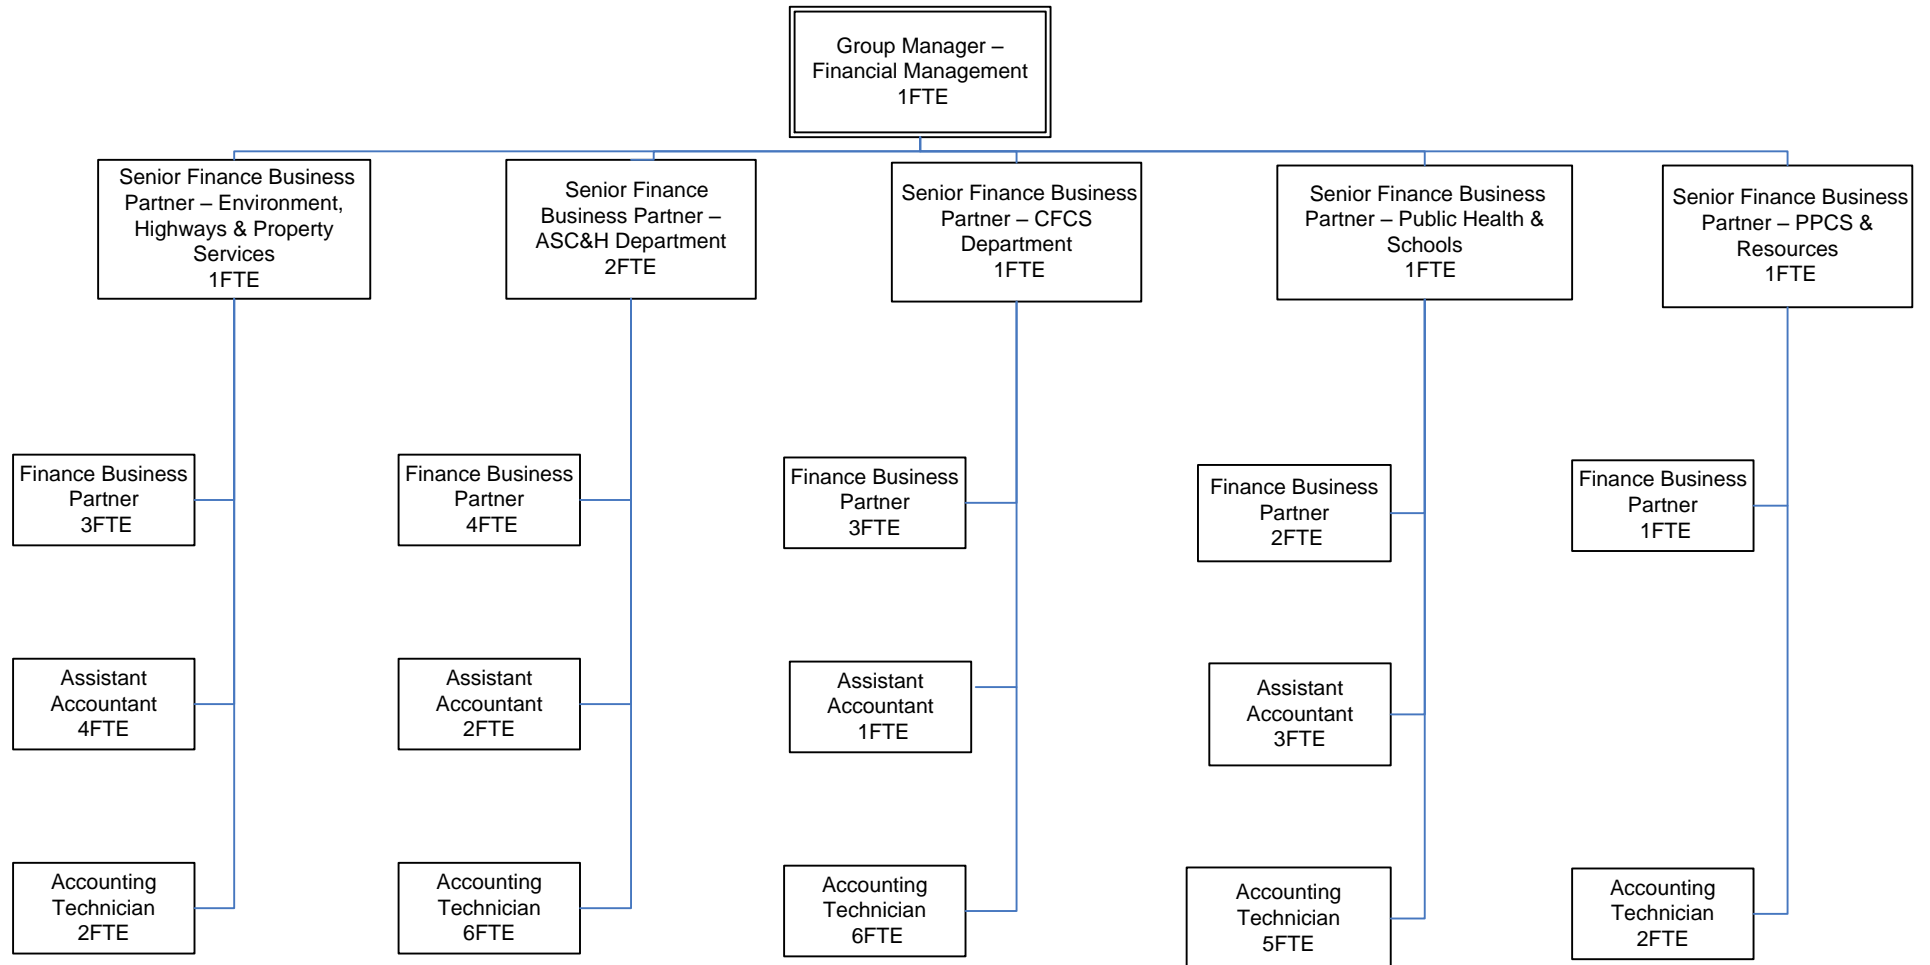 Group Manager –
Financial Management
1FTE
Senior Finance Business
Partner – Environment,
Highways & Property
Services
1FTE
Senior Finance
Business Partner –
ASC&H Department
2FTE
Senior Finance Business
Partner – CFCS
Department
1FTE
Senior Finance Business
Partner – Public Health &
Schools
1FTE
Senior Finance Business
Partner – PPCS &
Resources
1FTE
Finance Business
Partner
3FTE
Finance Business
Partner
4FTE
Finance Business
Partner
3FTE
Finance Business
Partner
2FTE
Finance Business
Partner
1FTE
Assistant
Accountant
4FTE
Assistant
Accountant
2FTE
Assistant
Accountant
1FTE
Assistant
Accountant
3FTE
Accounting
Technician
2FTE
Accounting
Technician
6FTE
Accounting
Technician
6FTE
Accounting
Technician
5FTE
Accounting
Technician
2FTE